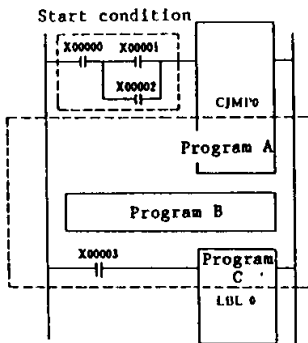 Start condition
X00000 X00001
X00002
CJMP0
Program A
Program B
X00003
Program
C
LBL 0